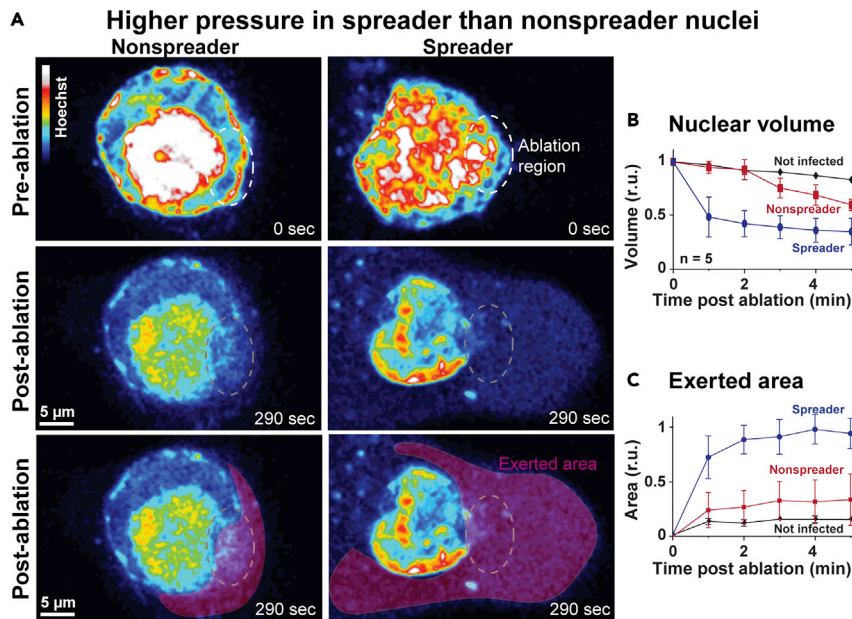 Higher pressure in spreader than nonspreader nuclei
A
Nonspreader
Spreader
Pre-ablation
Hoechst
0 sec
Ablation
region
0 sec
Post-ablation
5 µm
290 sec
290 sec
Post-ablation
5 µm
290 sec
Exerted area
290 sec
B
Nuclear volume
Volume (r.u.)
1
0.5
0
Not infected
Nonspreader
Spreader
n = 5
0
2
4
Time post ablation (min)
C
Exerted area
Area (r.u.)
1
0.5
0
Spreader
Nonspreader
Not infected
0
2
4
Time post ablation (min)